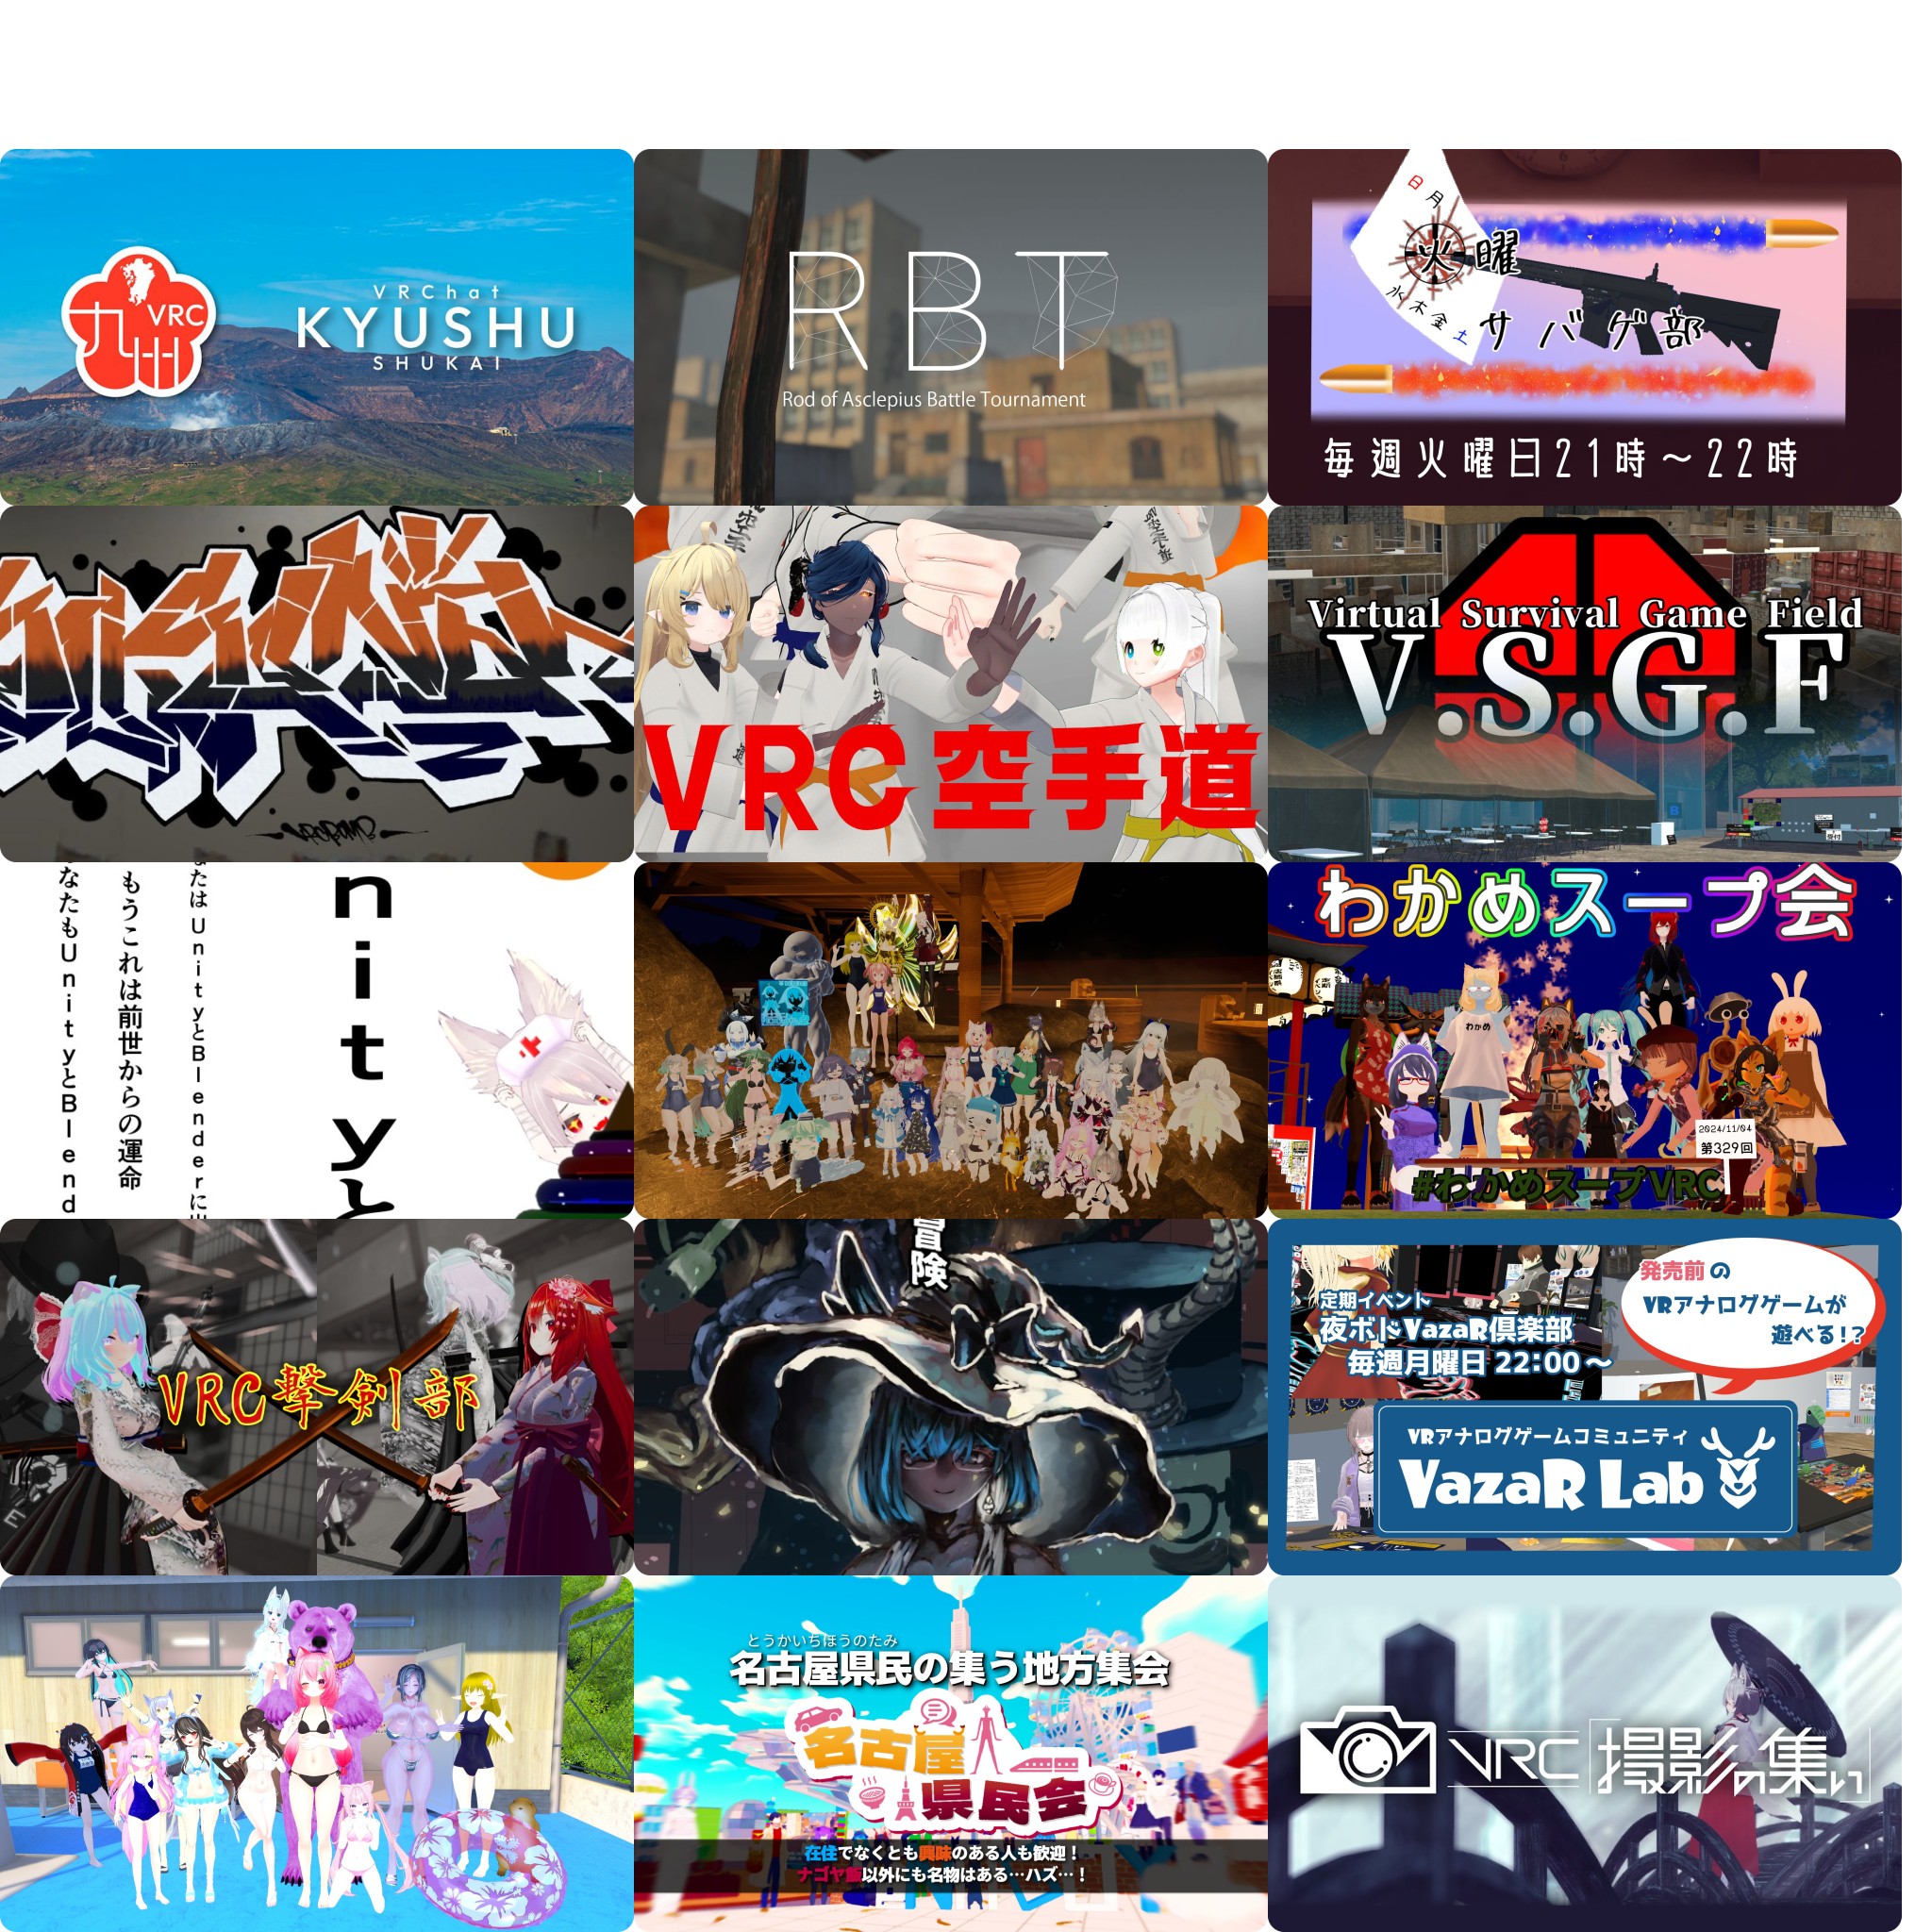 九州
VRC
VRChat
KYUSHU
SHUKAI
RBT
Rod of Asclepius Battle Tournament
日
月
火曜
水
木
金
土
サバゲ部
毎週火曜日21時～22時
VRC空手道
Virtual Survival Game Field
V.S.G.F
nityと
または UnityとBlenderに
もうこれは前世からの運命
なたもUnityとBlend
わかめスープ会
わかめ
2024/11/04
第329回
#わかめスープVRC
VRC撃剣部
冒険
定期イベント
夜ボドVazaR倶楽部
毎週月曜日 22:00～
発売前の
VRアナログゲームが
遊べる!?
VRアナログゲームコミュニティ
VazaR Lab
とうかいちほうのたみ
名古屋県民の集う地方集会
名古屋
県民会
在住でなくとも興味のある人も歓迎！
ナゴヤ飯以外にも名物はある…ハズ…！
VRC 撮影の集い